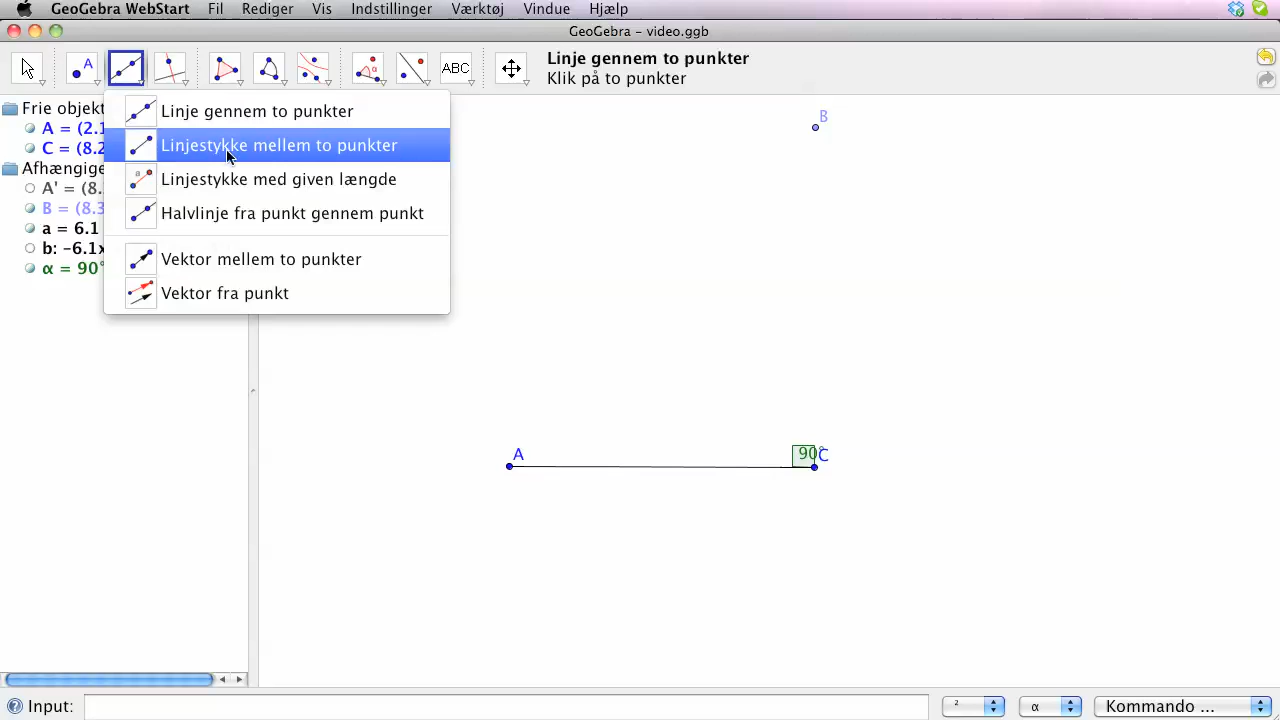 GeoGebra WebStart Fil Rediger Vis Indstillinger Værktøj Vindue Hjælp
GeoGebra – video.ggb
A
ABC
Linje gennem to punkter
Klik på to punkter
Frie objekt
A = (2.1
C = (8.2
Afhængige
A' = (8.
B = (8.3
a = 6.1
b: -6.1x
α = 90°
Linje gennem to punkter
Linjestykke mellem to punkter
a
Linjestykke med given længde
Halvlinje fra punkt gennem punkt
Vektor mellem to punkter
Vektor fra punkt
B
A
90°
C
Input:
²
α
Kommando ...